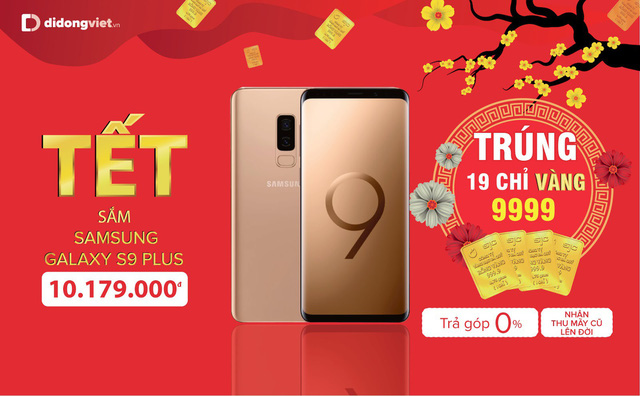 didongviet.vn
TẾT
SẮM
SAMSUNG
GALAXY S9 PLUS
10.179.000đ
SAMSUNG
9
TRÚNG
19 CHỈ VÀNG
9999
Trả góp 0%
NHẬN
THU MÁY CŨ
LÊN ĐỜI